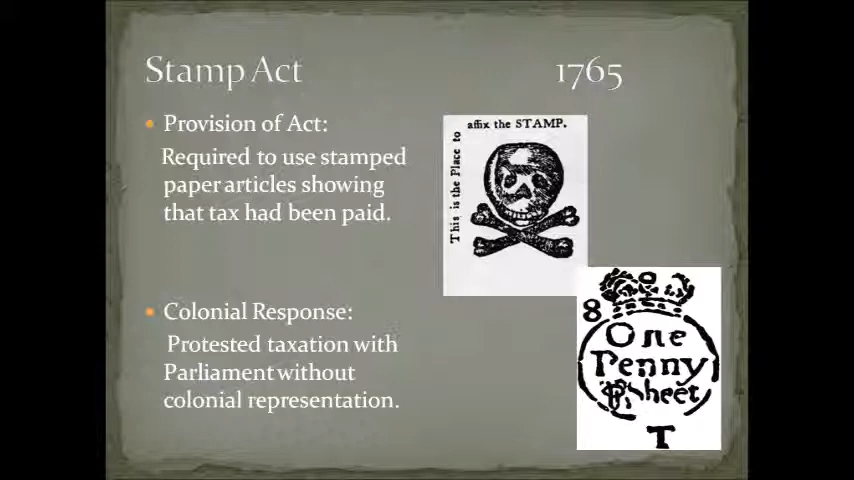 Stamp Act 1765
• Provision of Act:
Required to use stamped
paper articles showing
that tax had been paid.
This is the Place to
affix the STAMP.
• Colonial Response:
Protested taxation with
Parliament without
colonial representation.
8
One
Penny
Sheet
T